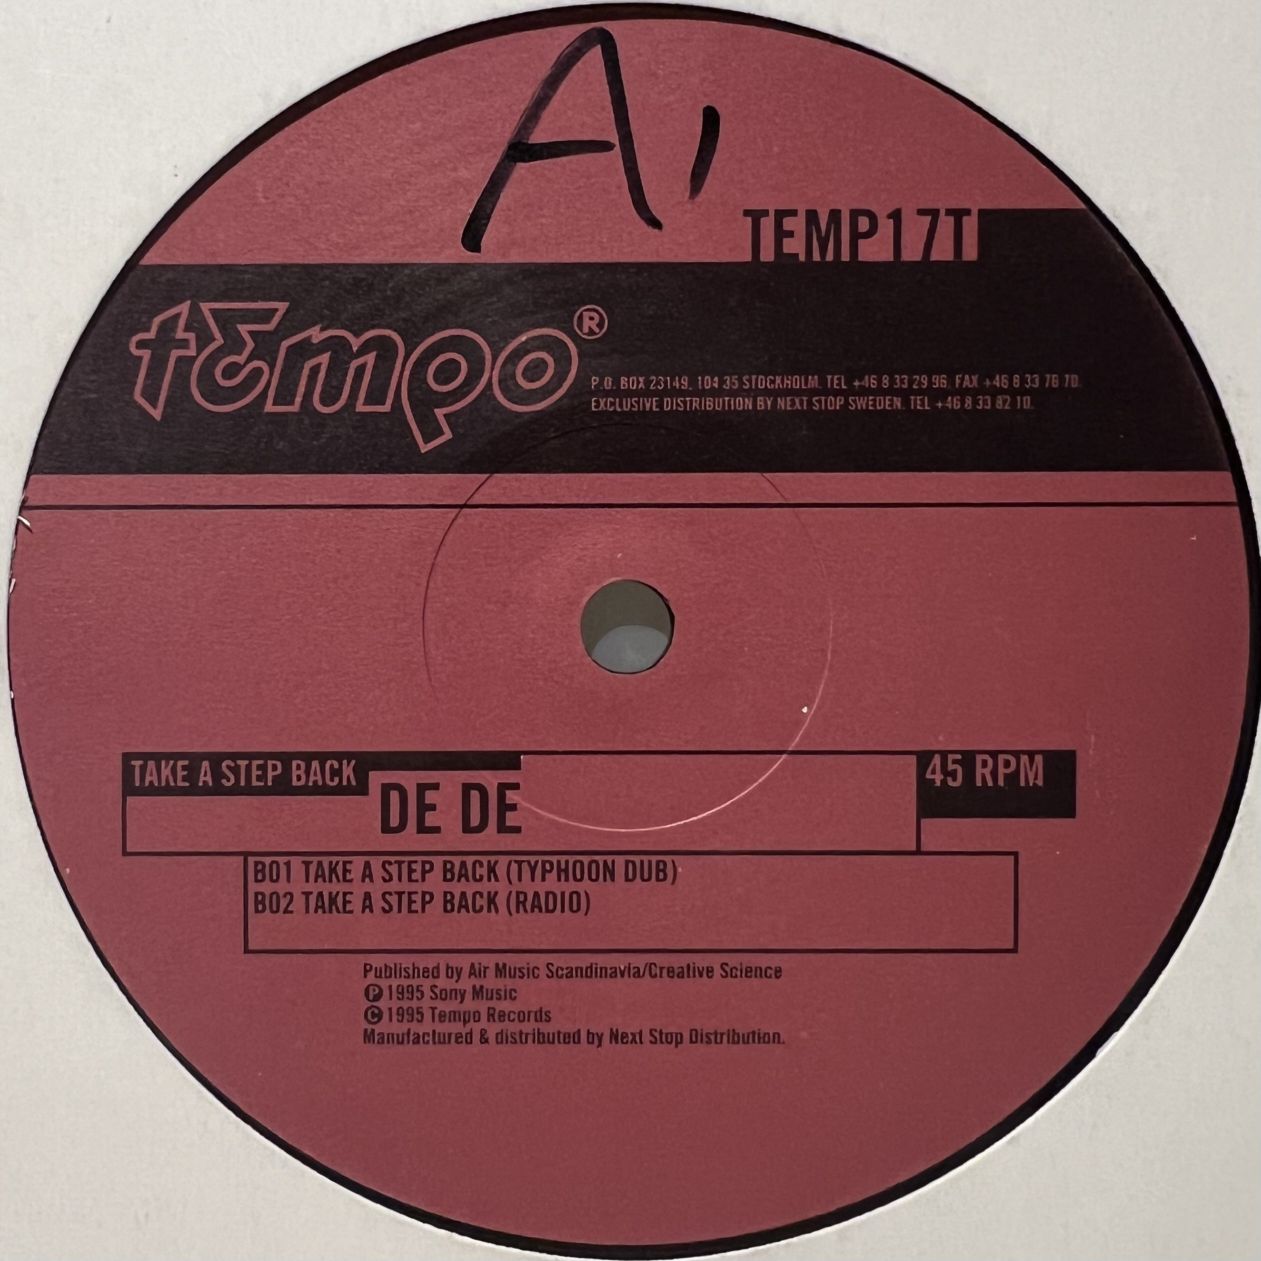 A1
TEMP17T
tempo®
P.O. BOX 23149, 104 35 STOCKHOLM. TEL +46 8 33 29 96, FAX +46 8 33 76 70.
EXCLUSIVE DISTRIBUTION BY NEXT STOP SWEDEN. TEL +46 8 33 82 10.
TAKE A STEP BACK
45 RPM
DE DE
B01 TAKE A STEP BACK (TYPHOON DUB)
B02 TAKE A STEP BACK (RADIO)
Published by Air Music Scandinavia/Creative Science
Ⓟ 1995 Sony Music
© 1995 Tempo Records
Manufactured & distributed by Next Stop Distribution.